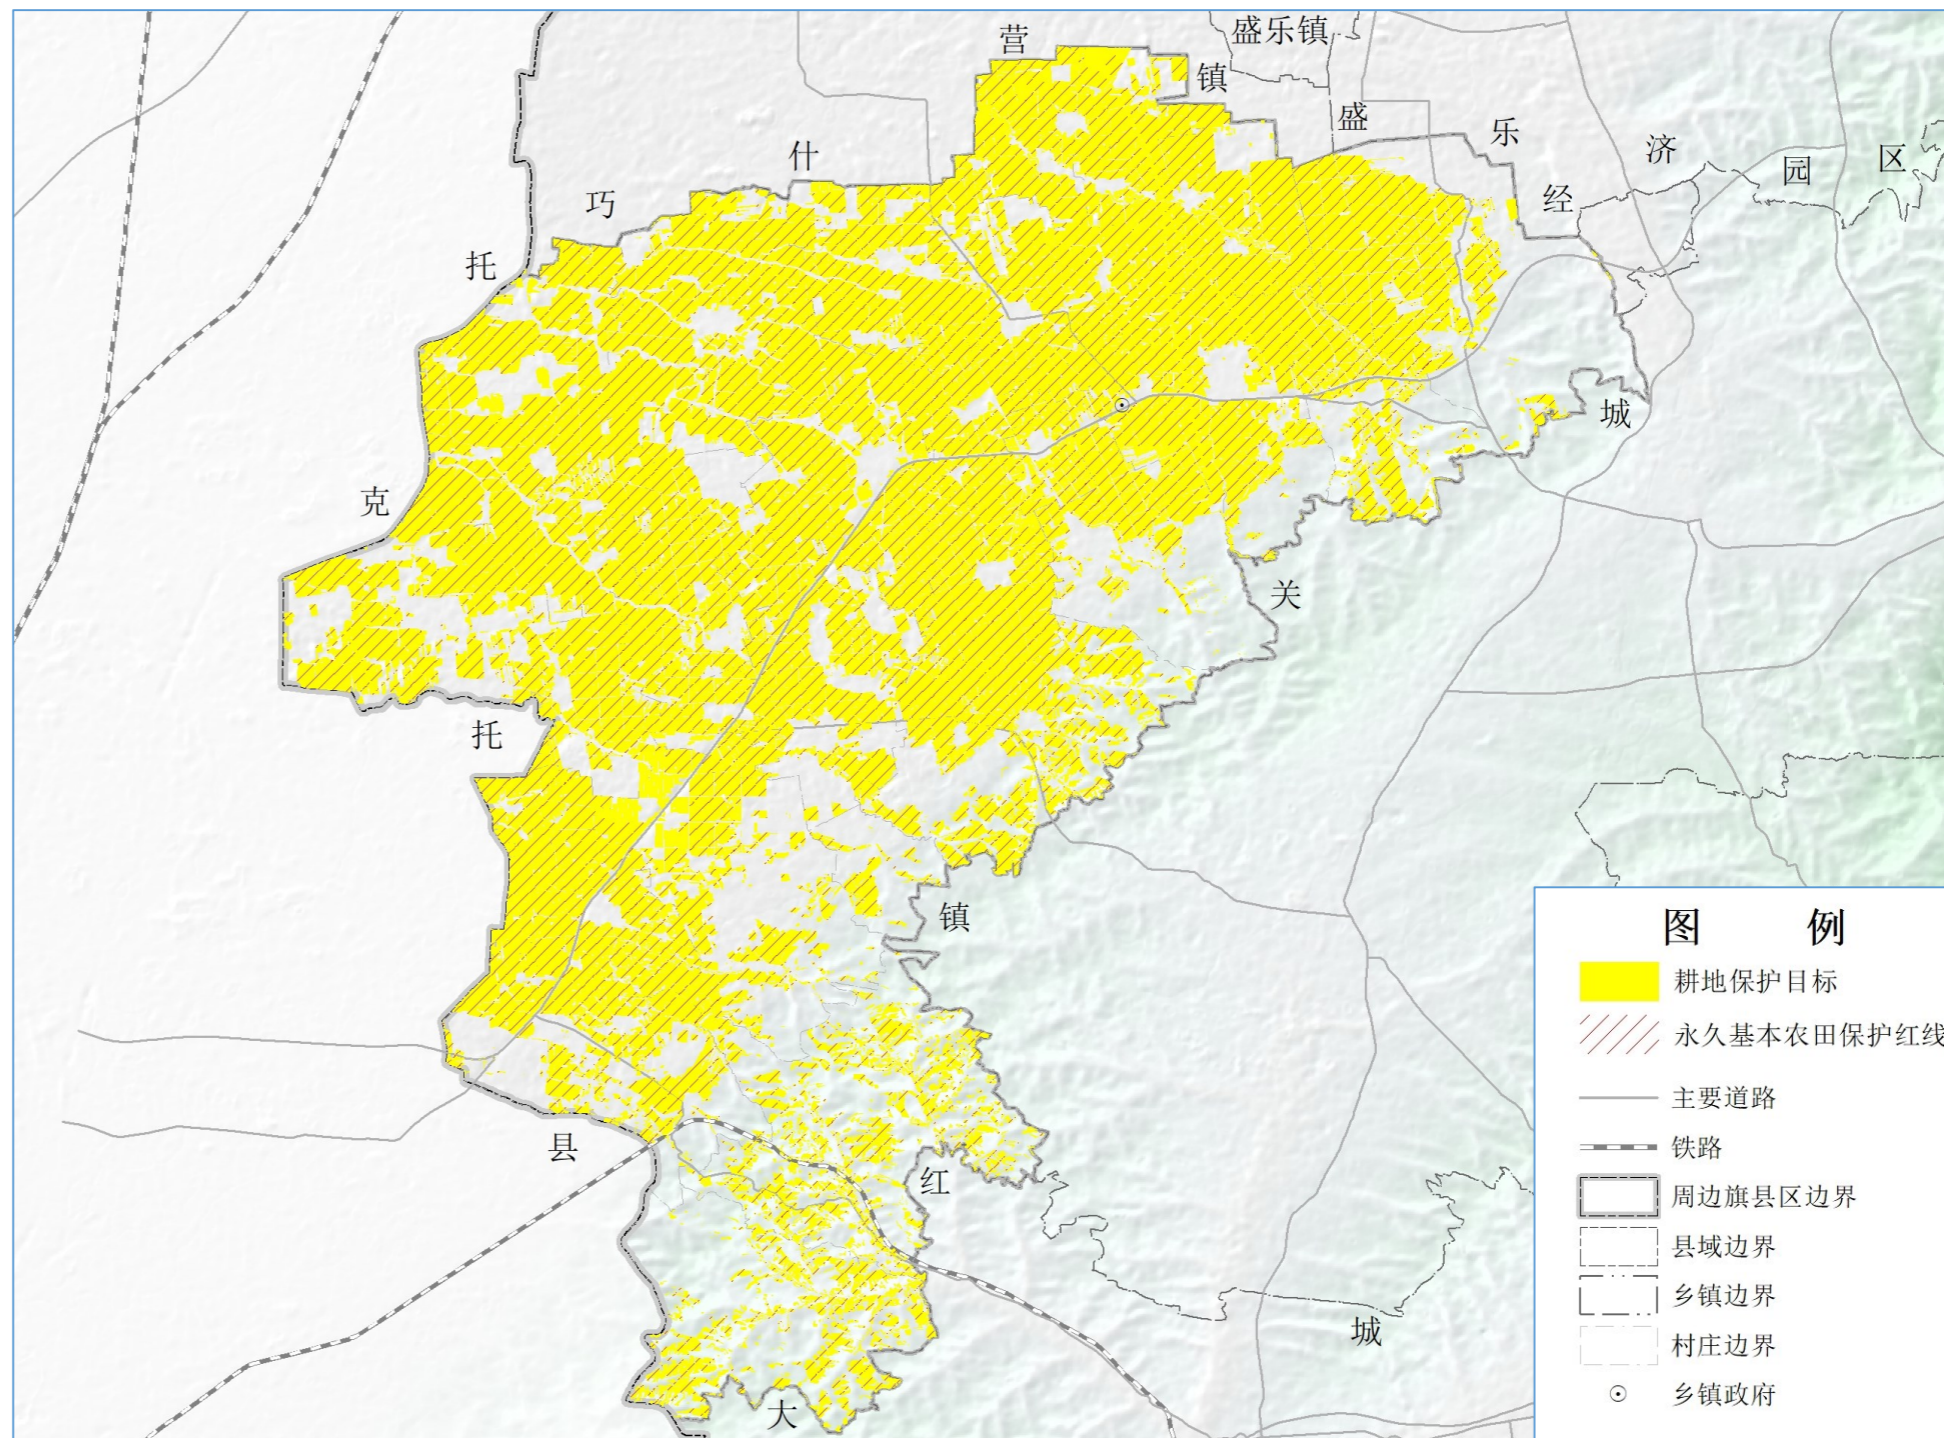 盛乐镇
营
镇
盛
乐
济
园
区
经
什
巧
托
城
克
关
托
镇
县
红
城
大
图 例
耕地保护目标
永久基本农田保护红线
主要道路
铁路
周边旗县区边界
县域边界
乡镇边界
村庄边界
乡镇政府